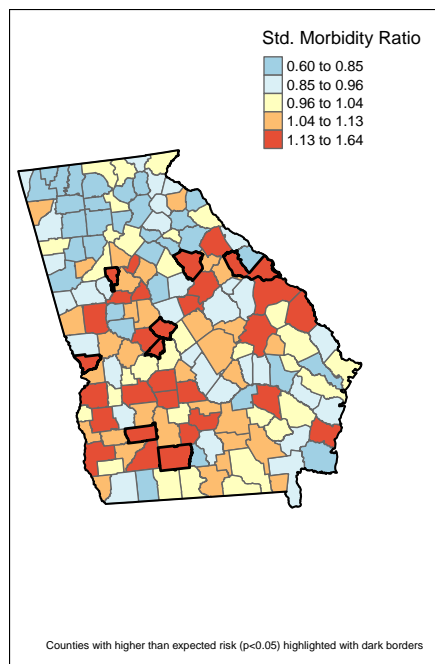 Std. Morbidity Ratio
0.60 to 0.85
0.85 to 0.96
0.96 to 1.04
1.04 to 1.13
1.13 to 1.64
Counties with higher than expected risk (p<0.05) highlighted with dark borders